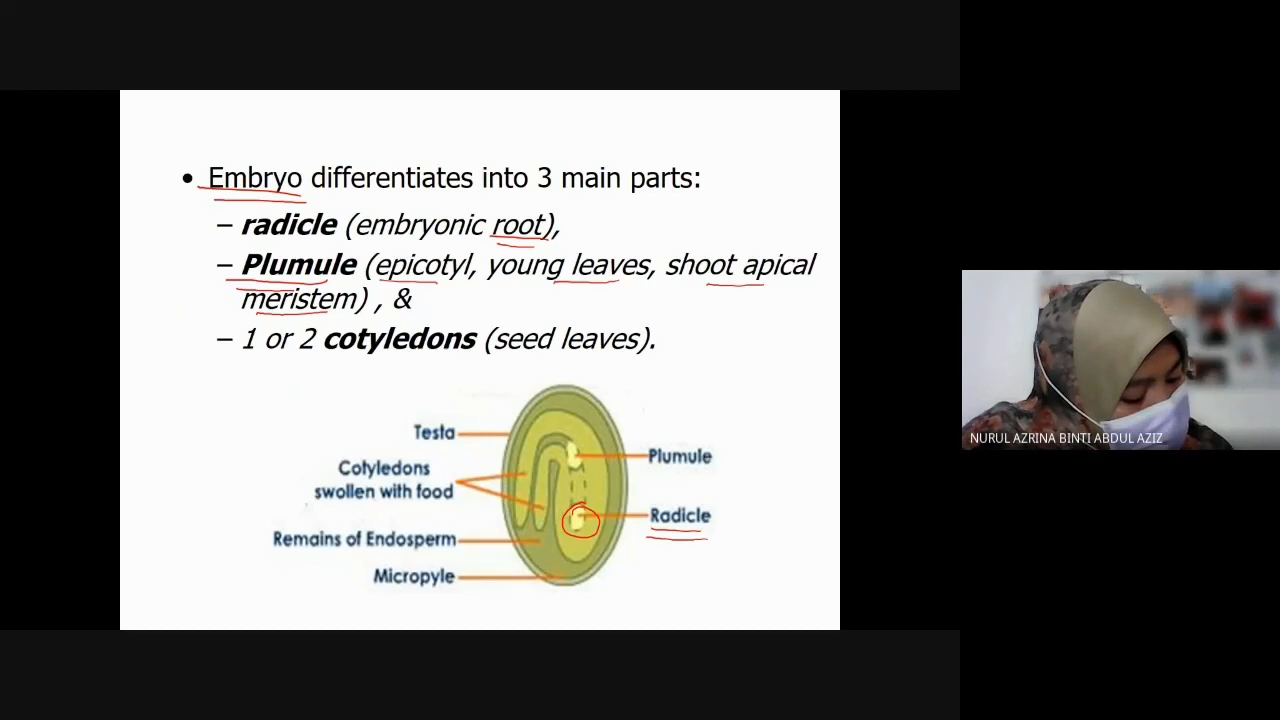 • Embryo differentiates into 3 main parts:
– radicle (embryonic root),
– Plumule (epicotyl, young leaves, shoot apical
meristem) , &
– 1 or 2 cotyledons (seed leaves).
Testa
Plumule
Cotyledons
swollen with food
Radicle
Remains of Endosperm
Micropyle
NURUL AZRINA BINTI ABDUL AZIZ